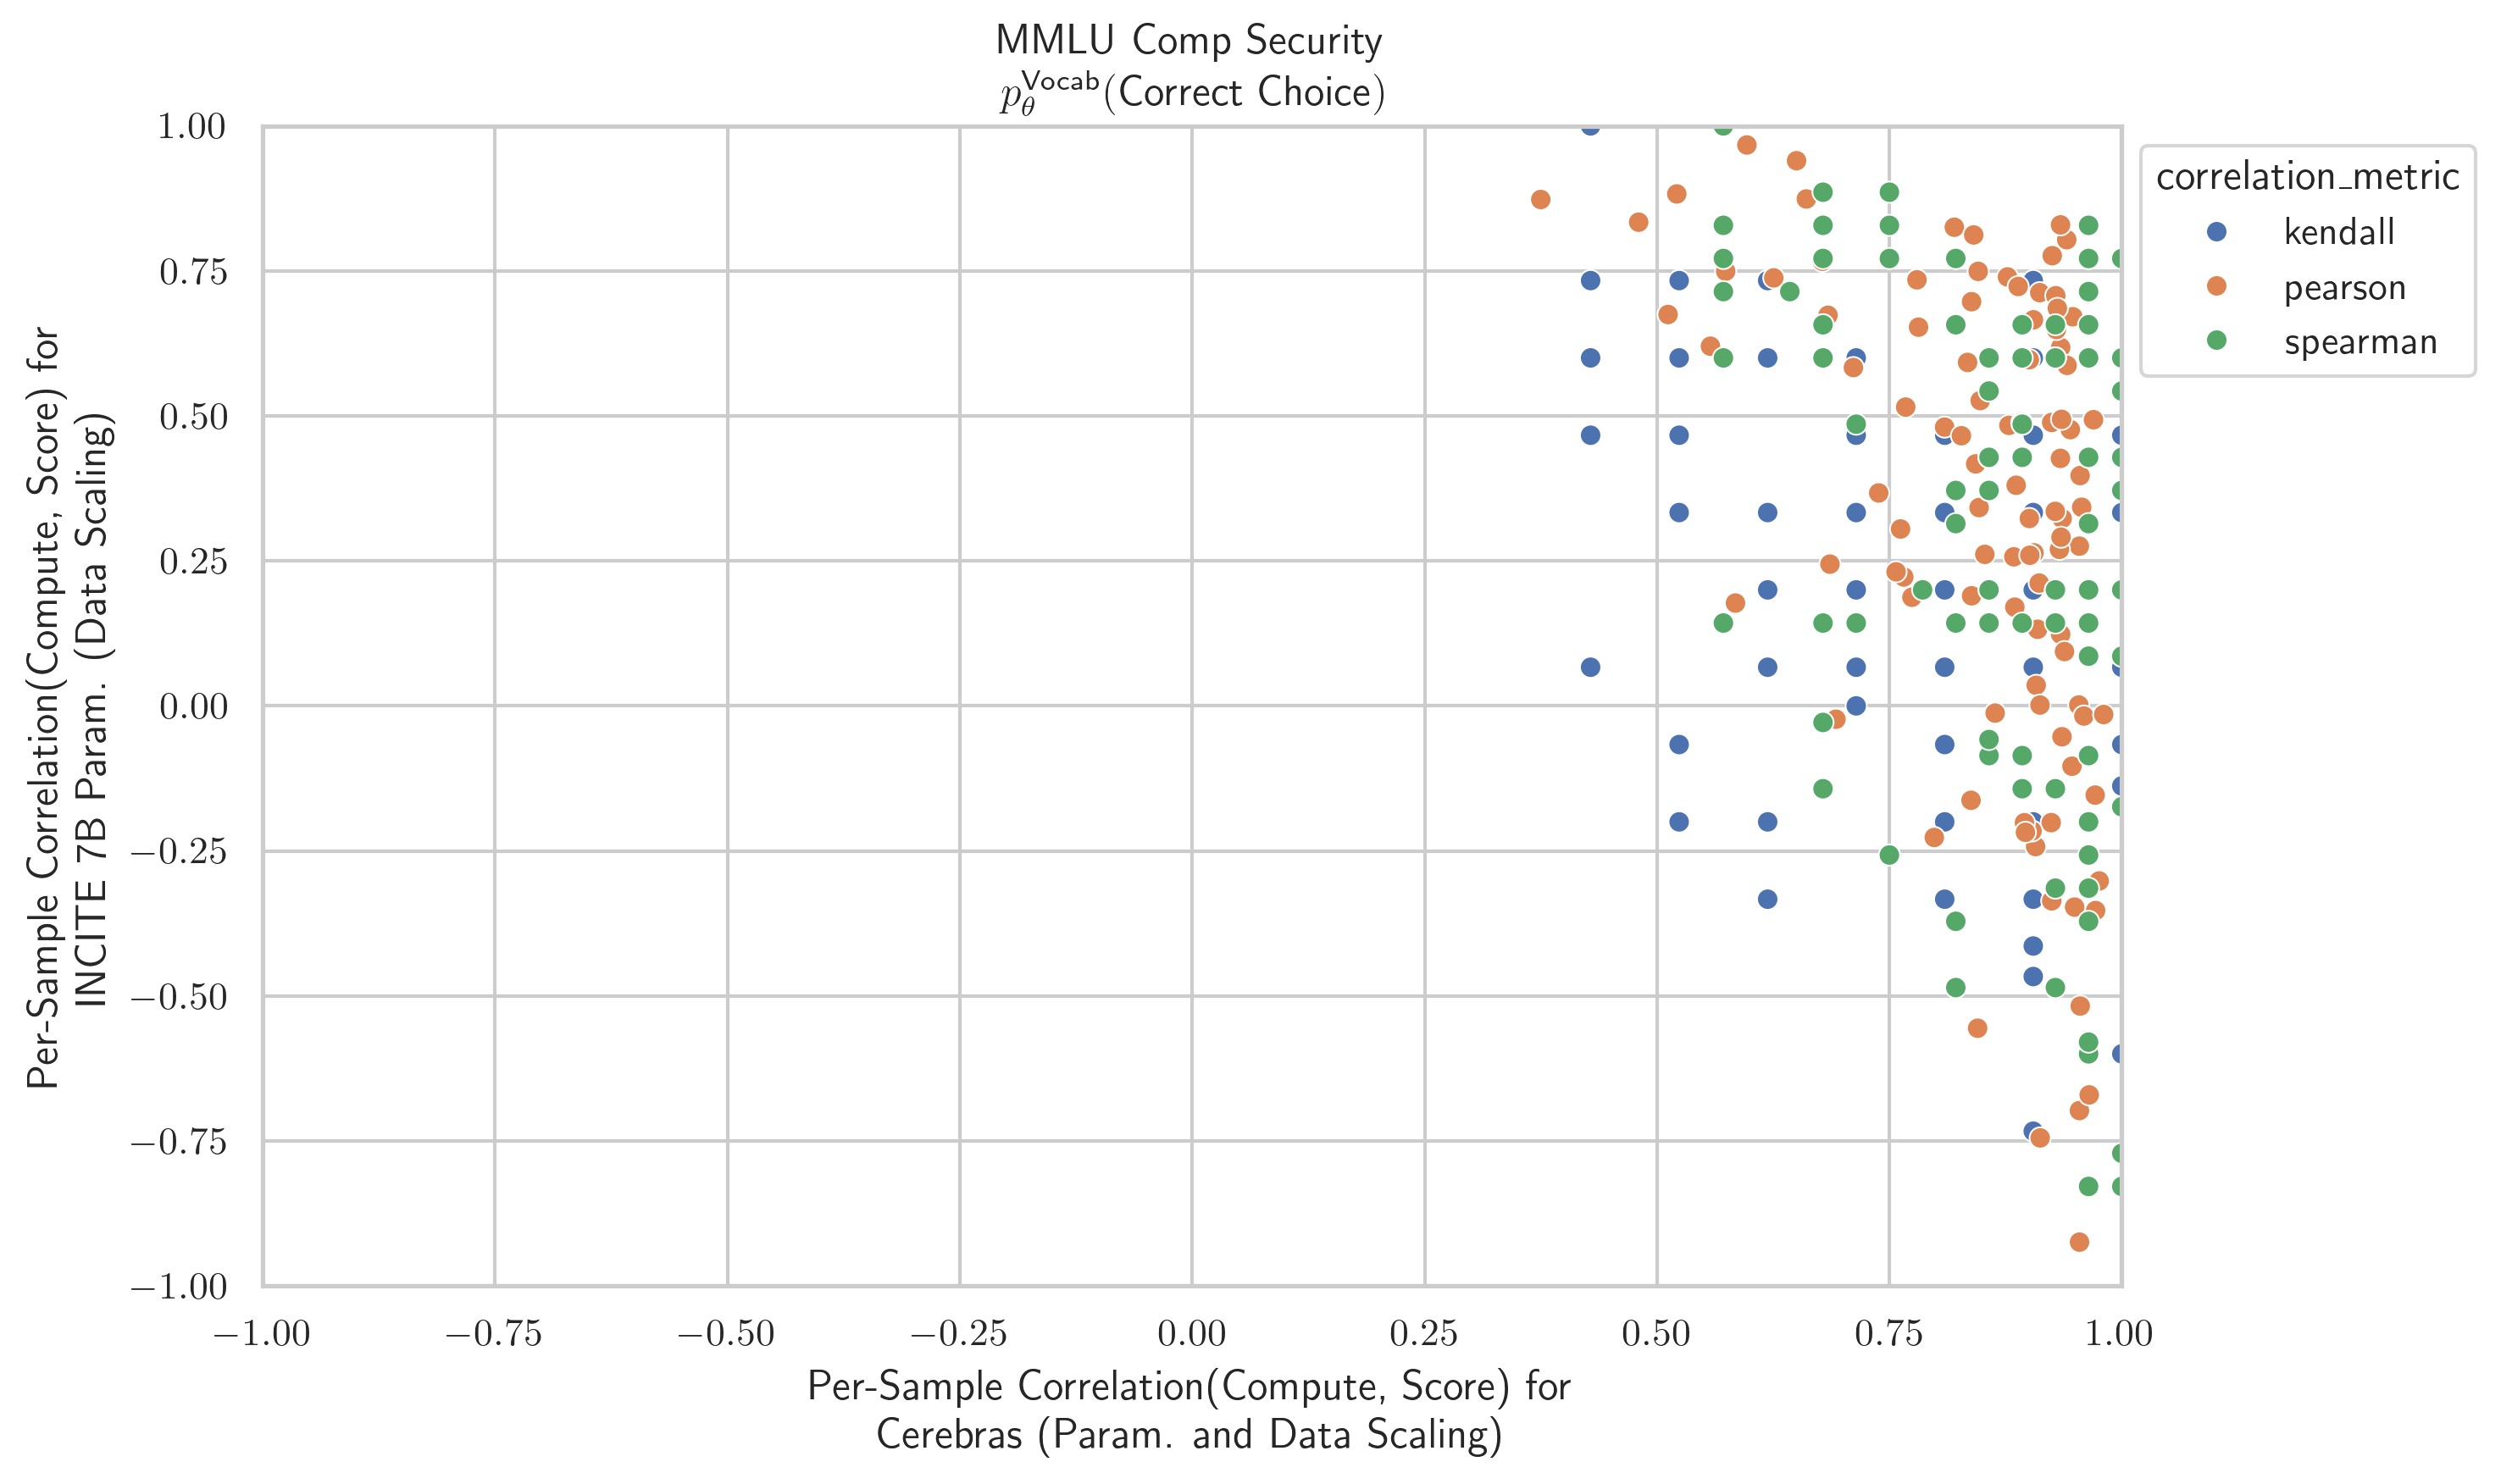 MMLU Comp Security
p_θ^Vocab(Correct Choice)
1.00
0.75
0.50
0.25
0.00
−0.25
−0.50
−0.75
−1.00
Per-Sample Correlation(Compute, Score) for
INCITE 7B Param. (Data Scaling)
−1.00 −0.75 −0.50 −0.25 0.00 0.25 0.50 0.75 1.00
Per-Sample Correlation(Compute, Score) for
Cerebras (Param. and Data Scaling)
correlation_metric
kendall
pearson
spearman